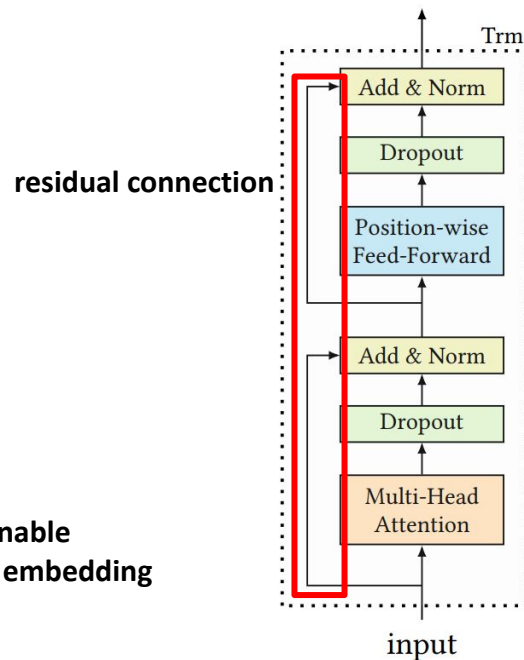 Trm
Add & Norm
Dropout
residual connection
Position-wise
Feed-Forward
Add & Norm
Dropout
Multi-Head
Attention
nable
embedding
input